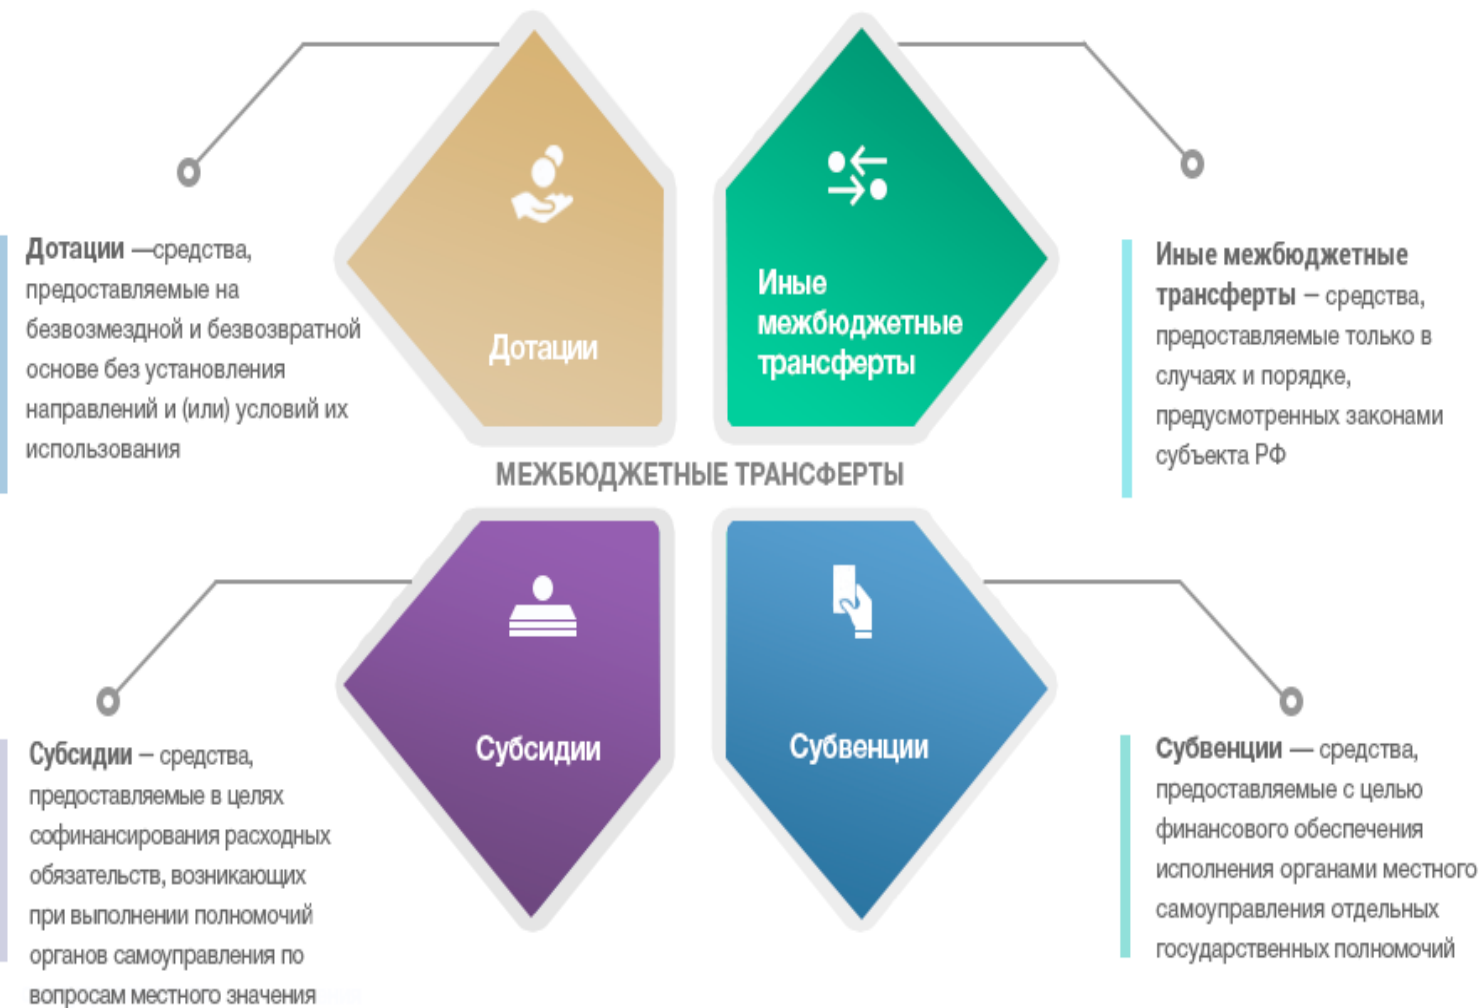 Дотации
Иные
межбюджетные
трансферты
Дотации —средства,
предоставляемые на
безвозмездной и безвозвратной
основе без установления
направлений и (или) условий их
использования
Иные межбюджетные
трансферты – средства,
предоставляемые только в
случаях и порядке,
предусмотренных законами
субъекта РФ
МЕЖБЮДЖЕТНЫЕ ТРАНСФЕРТЫ
Субсидии
Субвенции
Субсидии – средства,
предоставляемые в целях
софинансирования расходных
обязательств, возникающих
при выполнении полномочий
органов самоуправления по
вопросам местного значения
Субвенции — средства,
предоставляемые с целью
финансового обеспечения
исполнения органами местного
самоуправления отдельных
государственных полномочий